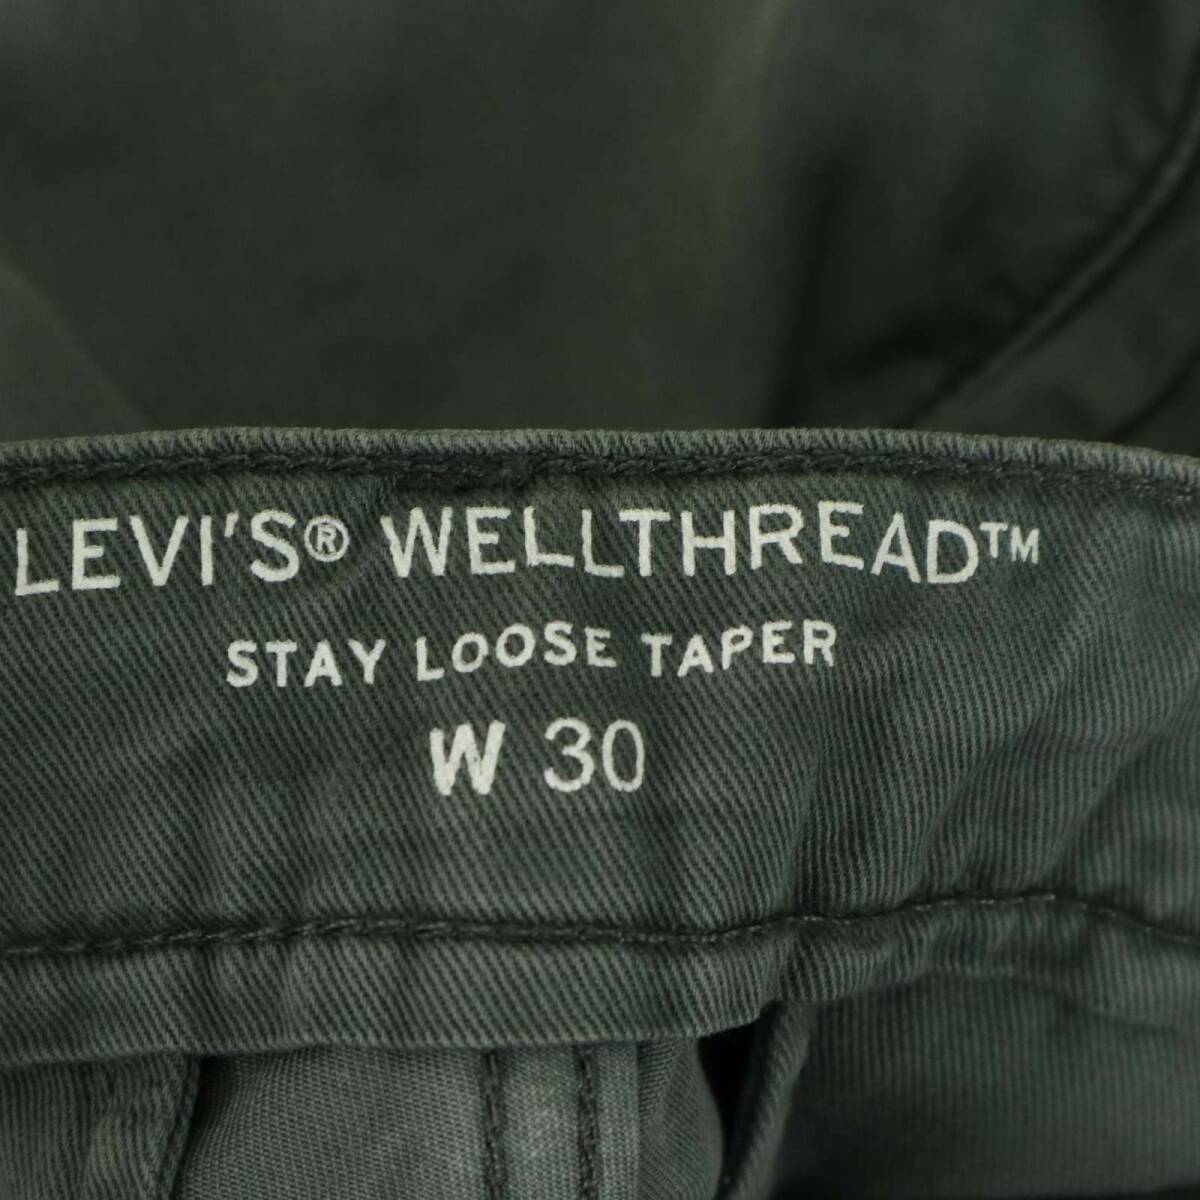 LEVI'S® WELLTHREAD™
STAY LOOSE TAPER
W 30